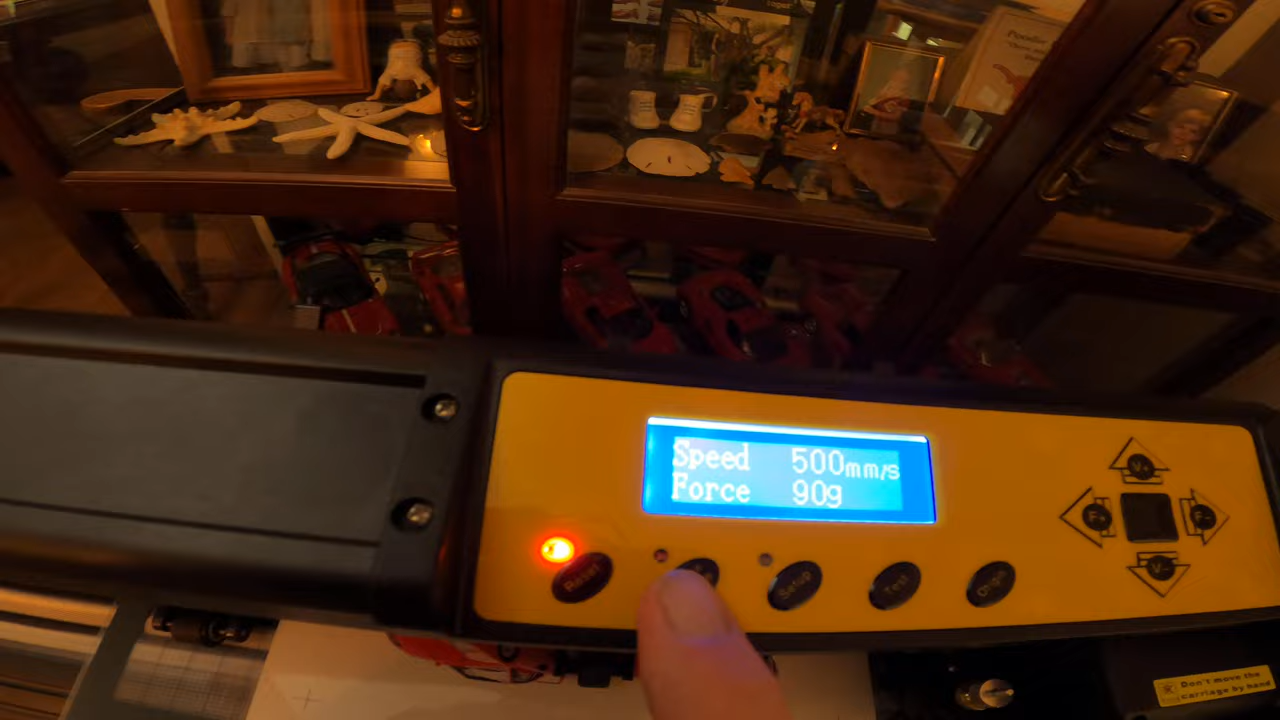 Speed 500mm/s
Force 90g
Reset
Setup
Test
Origin
V+
V-
Don't move the
carriage by hand